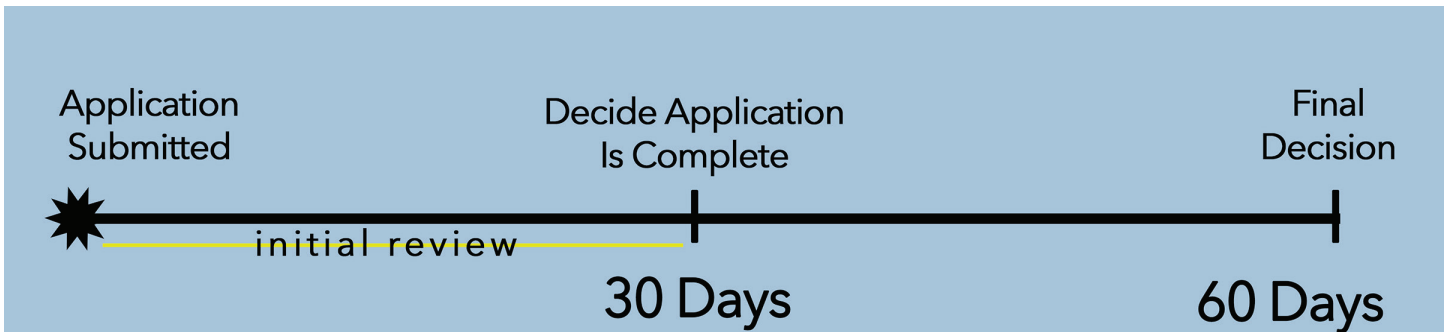 Application
Submitted
Decide Application
Is Complete
Final
Decision
initial review
30 Days
60 Days